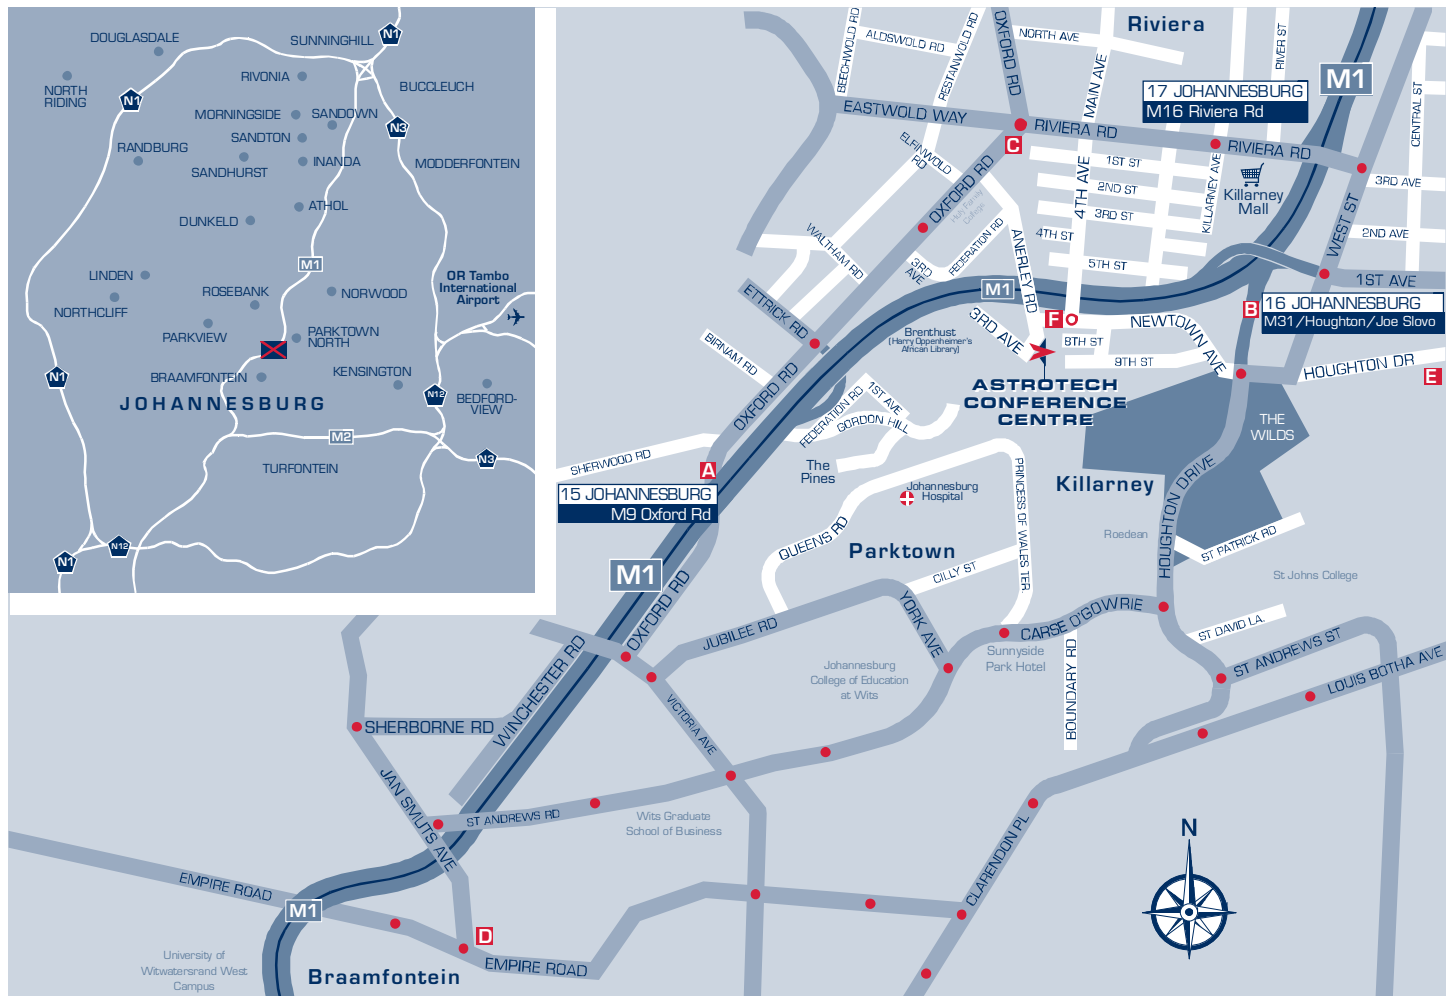 DOUGLASDALE
SUNNINGHILL
N1
NORTH
RIDING
RIVONIA
BUCCLEUCH
N1
MORNINGSIDE
SANDOWN
N3
SANDTON
RANDBURG
INANDA
MODDERFONTEIN
SANDHURST
ATHOL
DUNKELD
M1
LINDEN
OR Tambo
International
Airport
ROSEBANK
NORWOOD
NORTHCLIFF
PARKVIEW
PARKTOWN
NORTH
BRAAMFONTEIN
KENSINGTON
N1
N12
BEDFORD-
VIEW
JOHANNESBURG
M2
N3
TURFONTEIN
N12
N1
BEECHWOLD RD
ALDSWOLD RD
RESTANWOLD RD
OXFORD RD
NORTH AVE
Riviera
RIVER ST
M1
MAIN AVE
17 JOHANNESBURG
M16 Riviera Rd
CENTRAL ST
EASTWOLD WAY
RIVIERA RD
C
RIVIERA RD
ELFINWOLD
RD
1ST ST
2ND ST
3RD ST
4TH ST
5TH ST
4TH AVE
KILLARNEY AVE
Killarney
Mall
3RD AVE
2ND AVE
WEST ST
1ST AVE
OXFORD RD
Holy Family
College
WALTHAM RD
3RD
AVE
FEDERATION RD
ANERLEY RD
M1
ETTRICK RD
B
16 JOHANNESBURG
M31/Houghton/Joe Slovo
3RD AVE
F
8TH ST
9TH ST
NEWTOWN AVE
HOUGHTON DR
E
Brenthust
(Harry Oppenheimer's
African Library)
BIRNAM RD
OXFORD RD
ASTROTECH
CONFERENCE
CENTRE
FEDERATION RD
1ST AVE
GORDON HILL
THE
WILDS
SHERWOOD RD
A
The
Pines
15 JOHANNESBURG
M9 Oxford Rd
Johannesburg
Hospital
PRINCESS OF WALES TER.
Killarney
HOUGHTON DRIVE
QUEENS RD
Parktown
Roedean
ST PATRICK RD
M1
CILLY ST
St Johns College
OXFORD RD
JUBILEE RD
YORK AVE
CARSE O'GOWRIE
ST DAVID LA.
ST ANDREWS ST
LOUIS BOTHA AVE
Sunnyside
Park Hotel
BOUNDARY RD
Johannesburg
College of Education
at Wits
WINCHESTER RD
VICTORIA AVE
SHERBORNE RD
JAN SMUTS AVE
ST ANDREWS RD
Wits Graduate
School of Business
CLARENDON PL
N
EMPIRE ROAD
M1
D
EMPIRE ROAD
University of
Witwatersrand West
Campus
Braamfontein